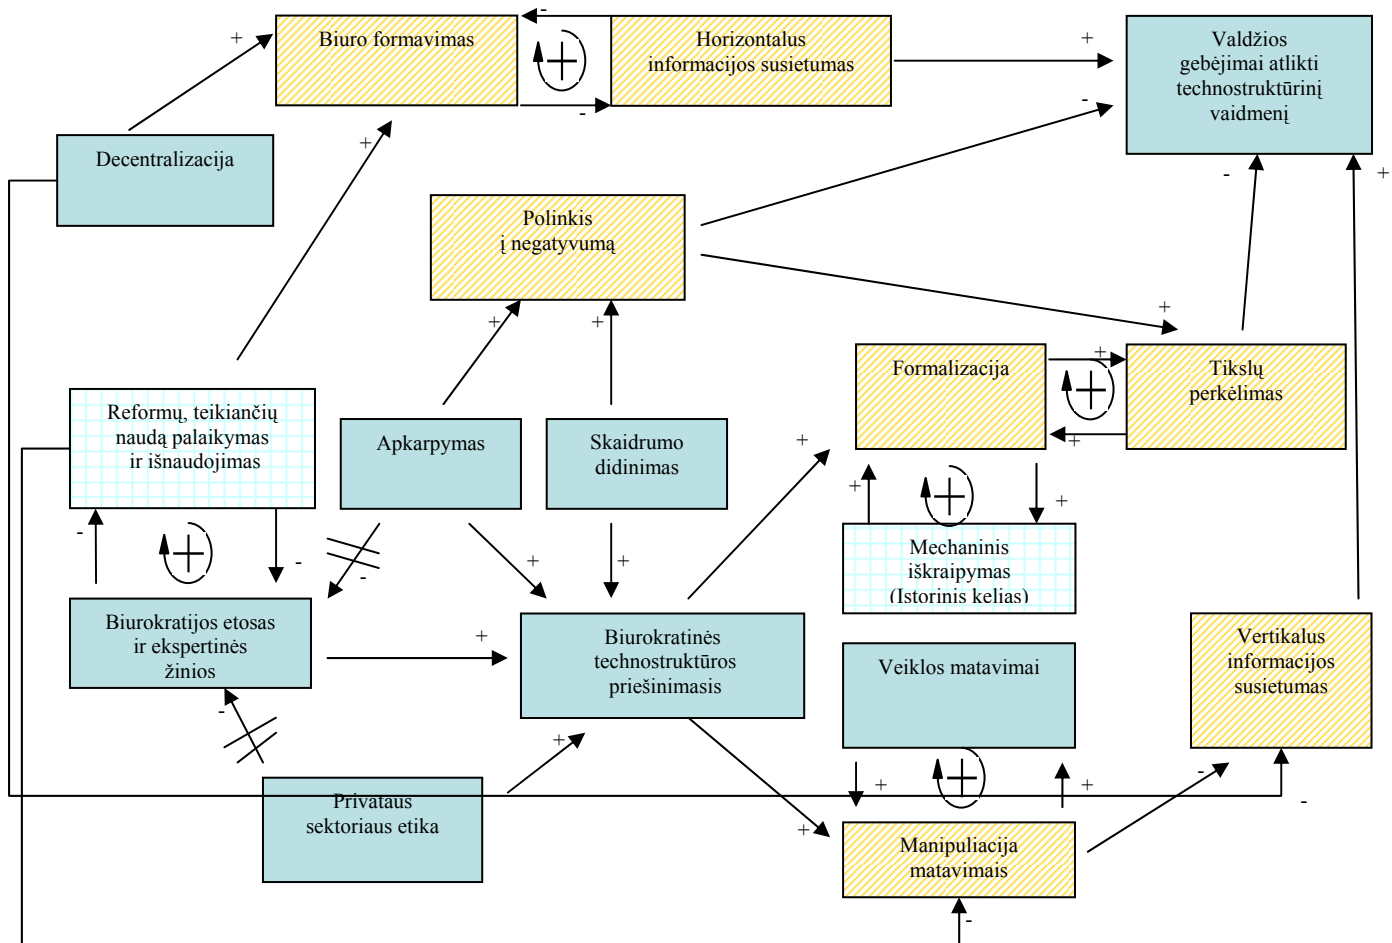 Biuro formavimas
Horizontalus
informacijos susietumas
Valdžios
gebėjimai atlikti
technostruktūrinį
vaidmenį
Decentralizacija
Polinkis
į negatyvumą
Formalizacija
Tikslų
perkėlimas
Reformų, teikiančių
naudą palaikymas
ir išnaudojimas
Apkarpymas
Skaidrumo
didinimas
Mechaninis
iškraipymas
(Istorinis kelias)
Biurokratijos etosas
ir ekspertinės
žinios
Biurokratinės
technostruktūros
priešinimasis
Veiklos matavimai
Vertikalus
informacijos
susietumas
Privataus
sektoriaus etika
Manipuliacija
matavimais